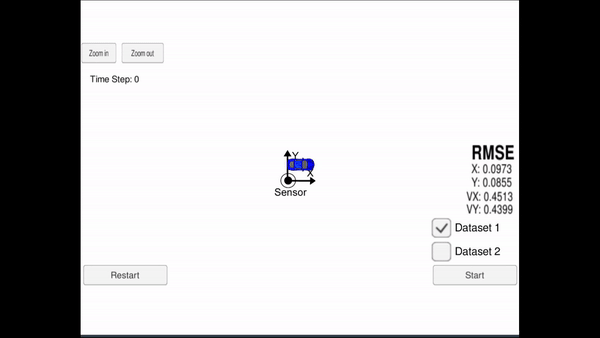 Zoom in
Zoom out
Time Step: 0
Y
X
Sensor
RMSE
X: 0.0973
Y: 0.0855
VX: 0.4513
VY: 0.4399
Dataset 1
Dataset 2
Restart
Start